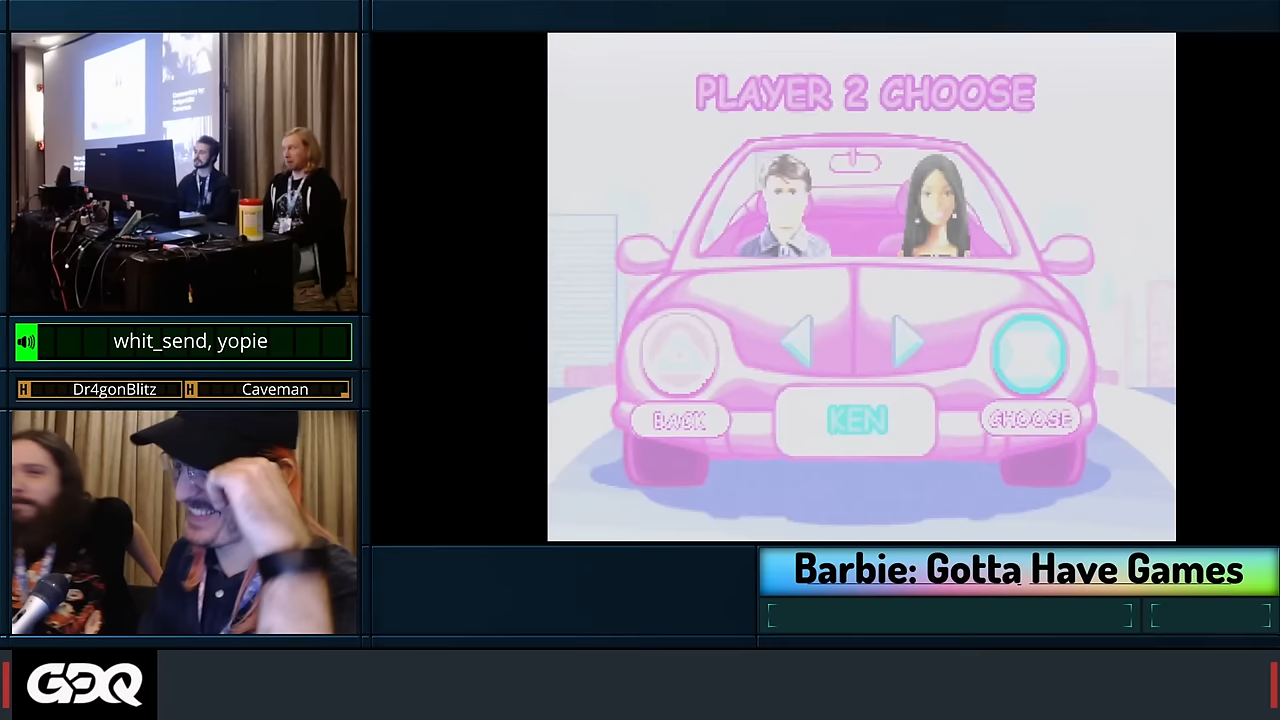 PLAYER 2 CHOOSE
BACK
KEN
CHOOSE
whit_send, yopie
H Dr4gonBlitz H Caveman
Barbie: Gotta Have Games
GDQ